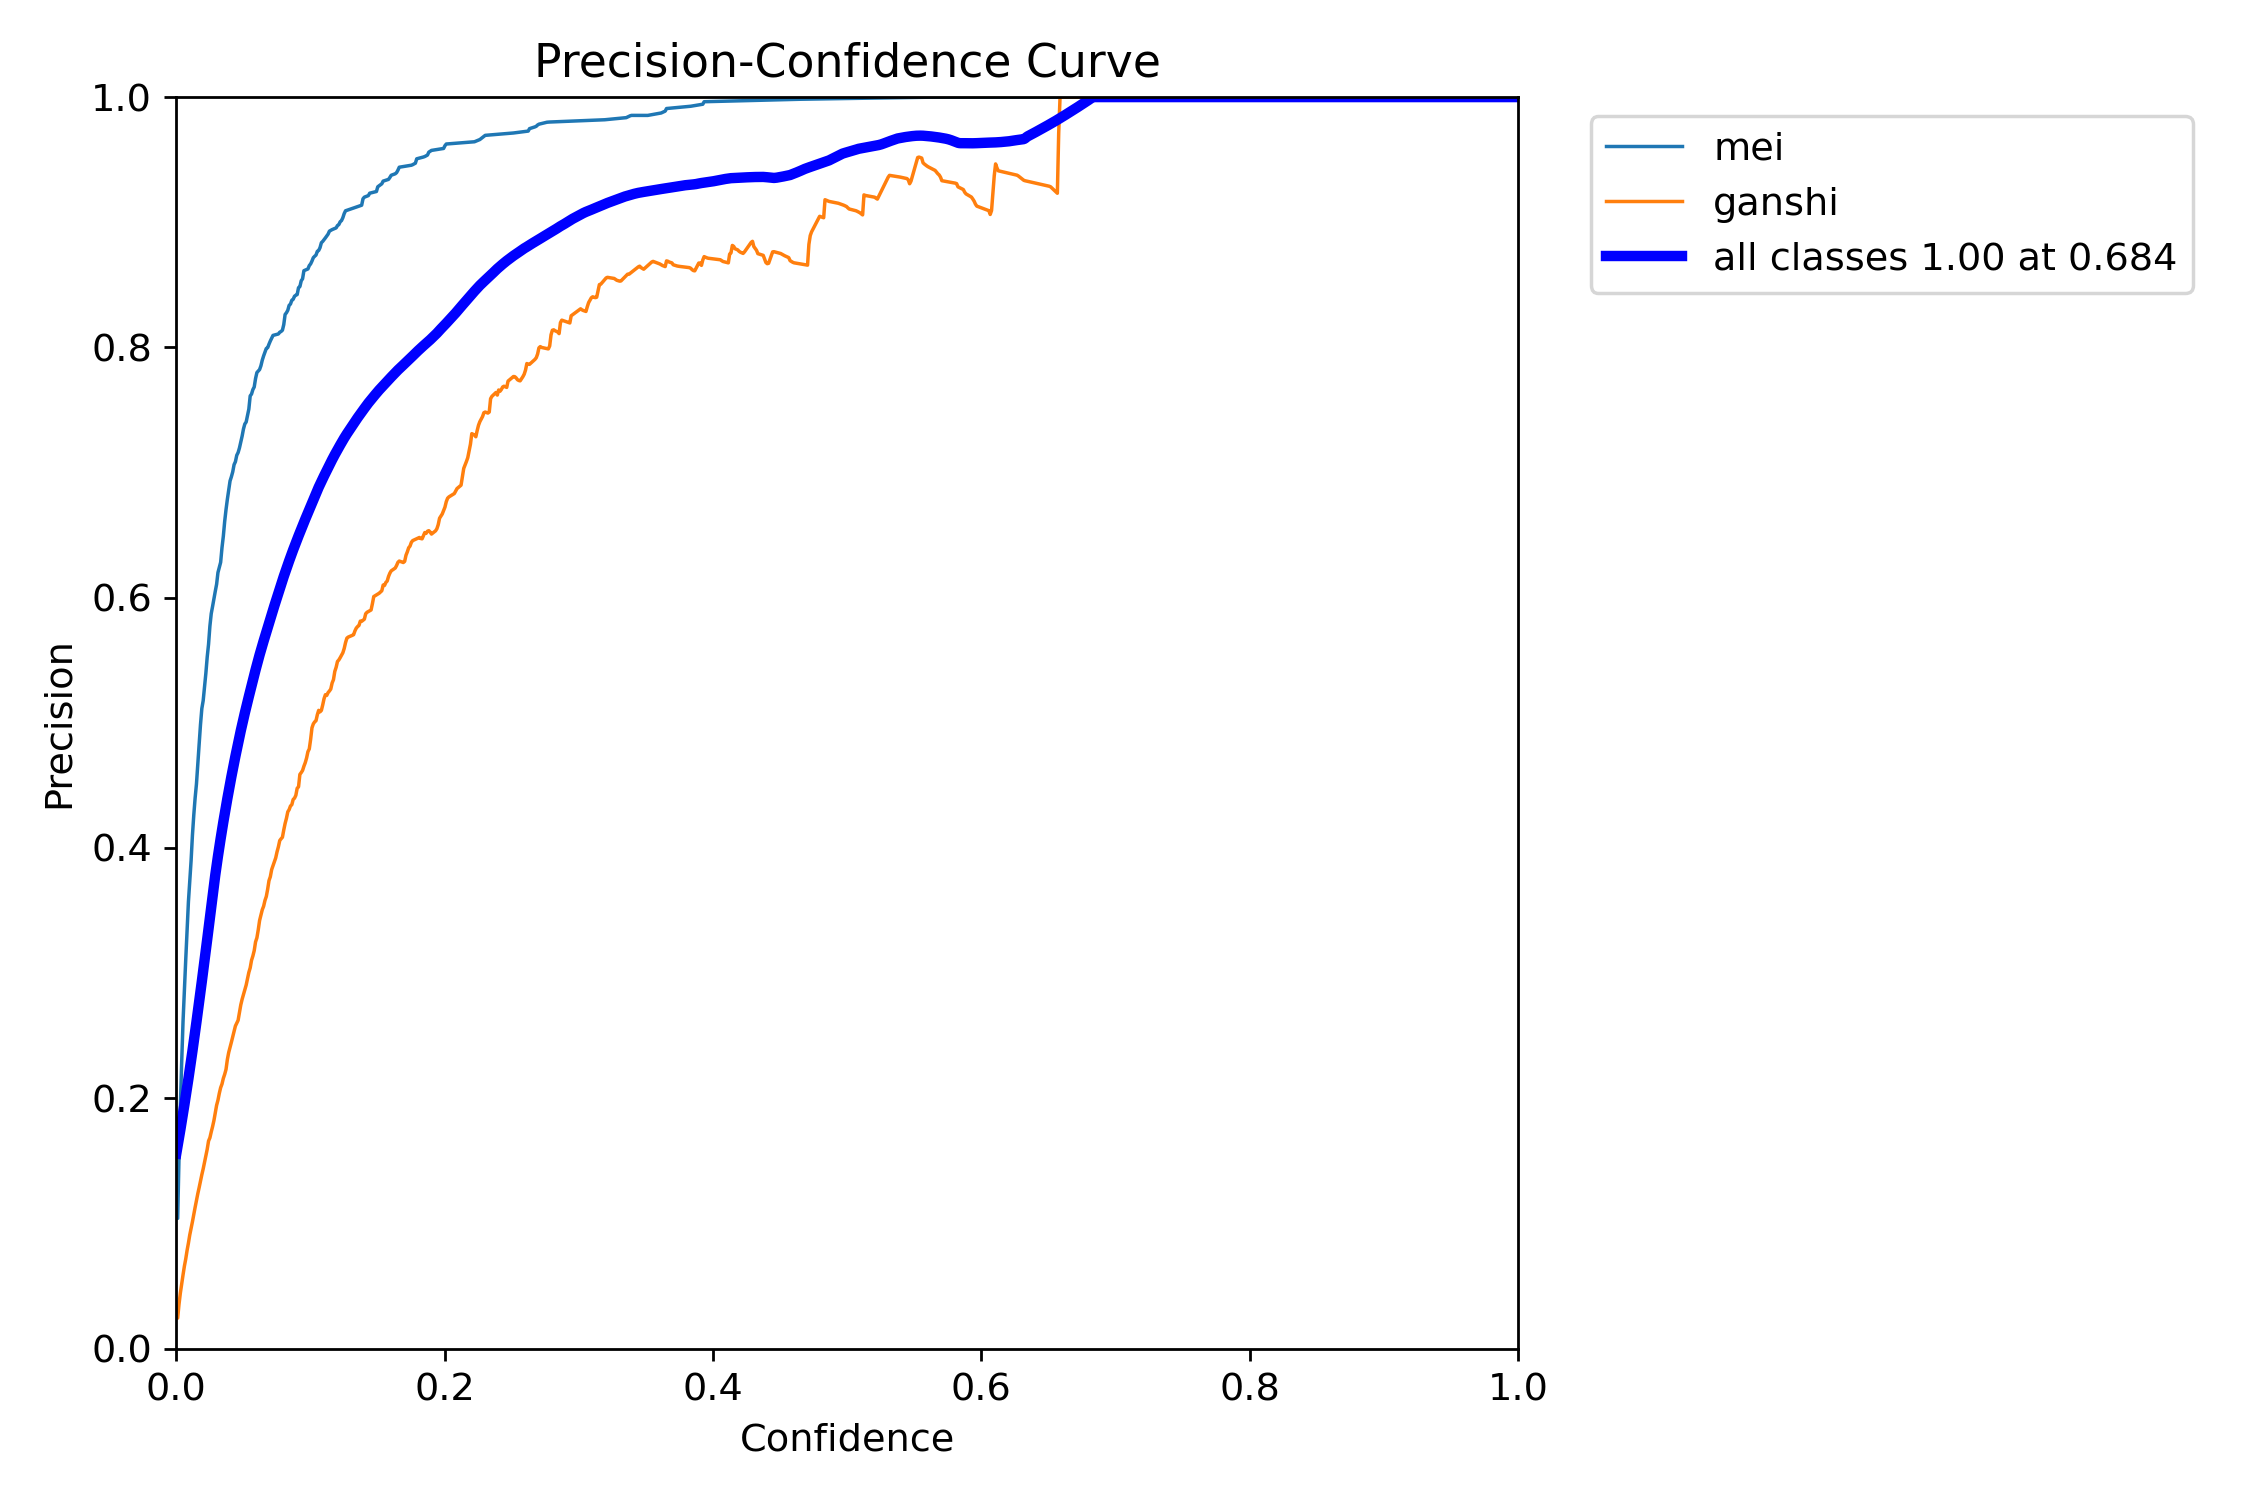 Precision-Confidence Curve
1.0
0.8
0.6
0.4
0.2
0.0
Precision
0.0 0.2 0.4 0.6 0.8 1.0
Confidence
mei
ganshi
all classes 1.00 at 0.684